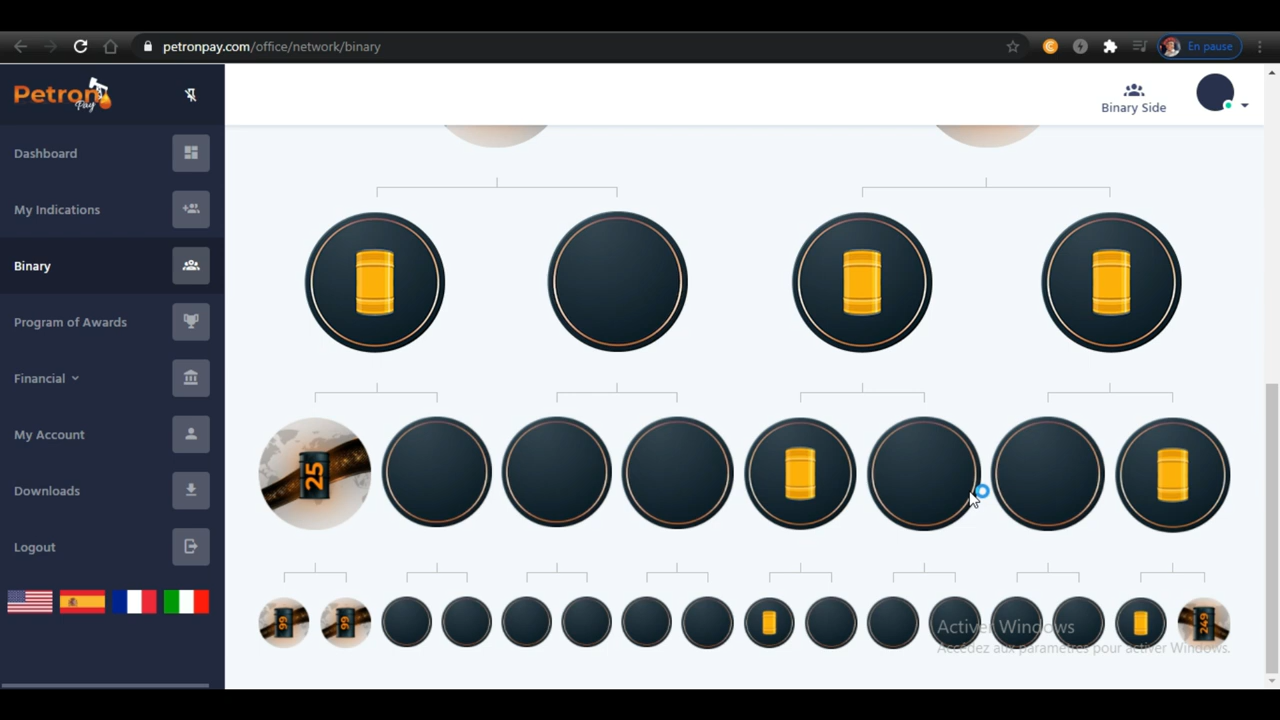 petronpay.com/office/network/binary
En pause
Petron
Pay
Binary Side
Dashboard
My Indications
Binary
Program of Awards
Financial
My Account
Downloads
Logout
25
99
99
249
Activer Windows
Accédez aux paramètres pour activer Windows.